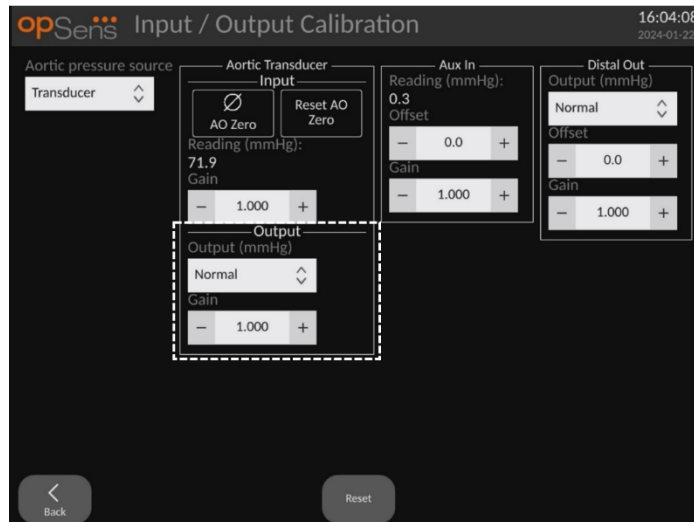 opSens Input / Output Calibration
16:04:08
2024-01-22
Aortic pressure source
Transducer
Aortic Transducer
Input
AO Zero
Reset AO
Zero
Reading (mmHg):
71.9
Gain
− 1.000 +
Output
Output (mmHg)
Normal
Gain
− 1.000 +
Aux In
Reading (mmHg):
0.3
Offset
− 0.0 +
Gain
− 1.000 +
Distal Out
Output (mmHg)
Normal
Offset
− 0.0 +
Gain
− 1.000 +
Back
Reset